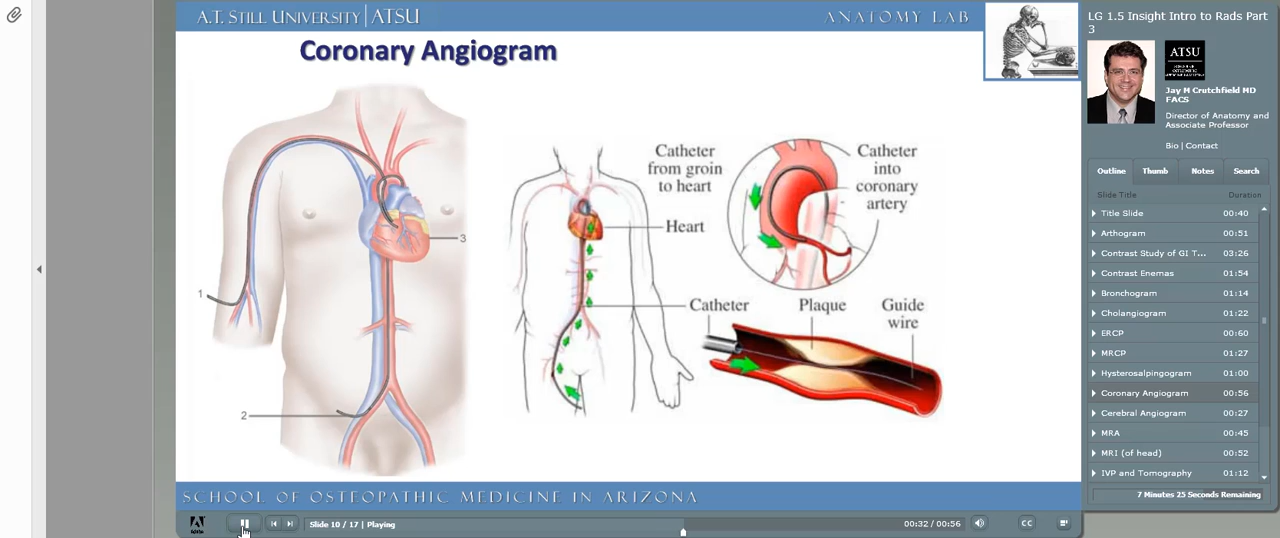 A.T. STILL UNIVERSITY | ATSU
ANATOMY LAB
Coronary Angiogram
1
2
3
Catheter
from groin
to heart
Heart
Catheter
into
coronary
artery
Catheter
Plaque
Guide
wire
SCHOOL OF OSTEOPATHIC MEDICINE IN ARIZONA
Slide 10 / 17 | Playing
00:32 / 00:56
CC
LG 1.5 Insight Intro to Rads Part
3
ATSU
Jay M Crutchfield MD
FACS
Director of Anatomy and
Associate Professor
Bio | Contact
Outline Thumb Notes Search
Slide Title Duration
Title Slide 00:40
Arthogram 00:51
Contrast Study of GI T... 03:26
Contrast Enemas 01:54
Bronchogram 01:14
Cholangiogram 01:22
ERCP 00:60
MRCP 01:27
Hysterosalpingogram 01:00
Coronary Angiogram 00:56
Cerebral Angiogram 00:27
MRA 00:45
MRI (of head) 00:52
IVP and Tomography 01:12
7 Minutes 25 Seconds Remaining